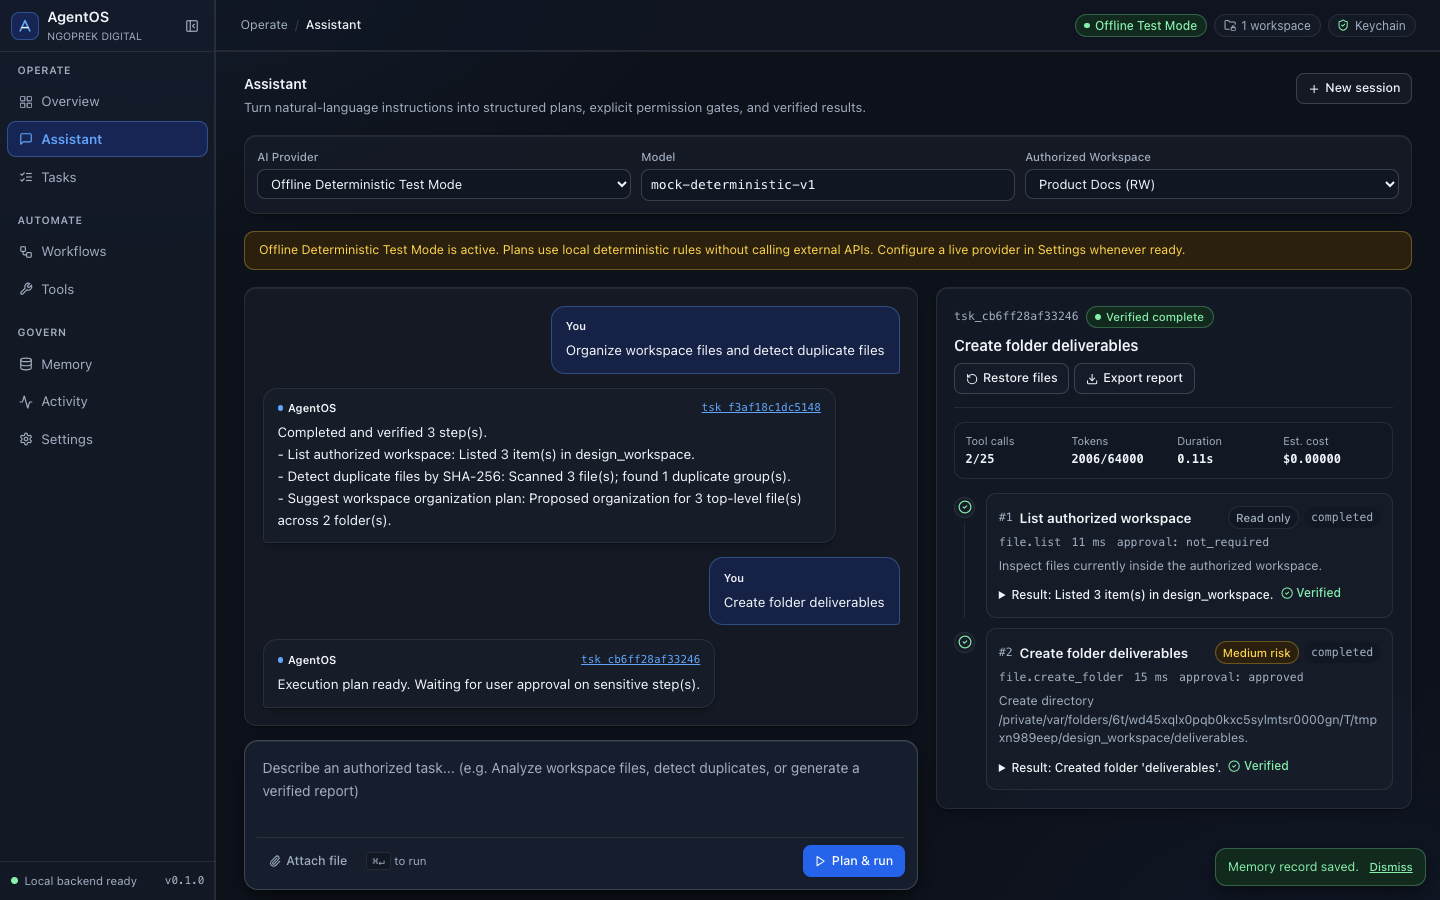 AgentOS
NGOPREK DIGITAL
OPERATE
Overview
Assistant
Tasks
AUTOMATE
Workflows
Tools
GOVERN
Memory
Activity
Settings
Local backend ready v0.1.0
Operate / Assistant
Offline Test Mode
1 workspace
Keychain
Assistant
Turn natural-language instructions into structured plans, explicit permission gates, and verified results.
New session
AI Provider
Offline Deterministic Test Mode
Model
mock-deterministic-v1
Authorized Workspace
Product Docs (RW)
Offline Deterministic Test Mode is active. Plans use local deterministic rules without calling external APIs. Configure a live provider in Settings whenever ready.
You
Organize workspace files and detect duplicate files
AgentOS tsk_f3af18c1dc5148
Completed and verified 3 step(s).
- List authorized workspace: Listed 3 item(s) in design_workspace.
- Detect duplicate files by SHA-256: Scanned 3 file(s); found 1 duplicate group(s).
- Suggest workspace organization plan: Proposed organization for 3 top-level file(s)
across 2 folder(s).
You
Create folder deliverables
AgentOS tsk_cb6ff28af33246
Execution plan ready. Waiting for user approval on sensitive step(s).
Describe an authorized task... (e.g. Analyze workspace files, detect duplicates, or generate a
verified report)
Attach file
⌘↵ to run
Plan & run
tsk_cb6ff28af33246 Verified complete
Create folder deliverables
Restore files
Export report
Tool calls Tokens Duration Est. cost
2/25 2006/64000 0.11s $0.00000
#1 List authorized workspace Read only completed
file.list 11 ms approval: not_required
Inspect files currently inside the authorized workspace.
Result: Listed 3 item(s) in design_workspace. Verified
#2 Create folder deliverables Medium risk completed
file.create_folder 15 ms approval: approved
Create directory
/private/var/folders/6t/wd45xqlx0pqb0kxc5sylmtsr0000gn/T/tmp
xn989eep/design_workspace/deliverables.
Result: Created folder 'deliverables'. Verified
Memory record saved. Dismiss